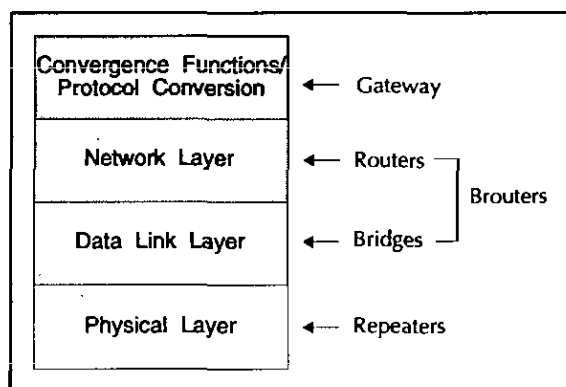 Convergence Functions/
Protocol Conversion
Gateway
Network Layer
Routers
Brouters
Data Link Layer
Bridges
Physical Layer
Repeaters